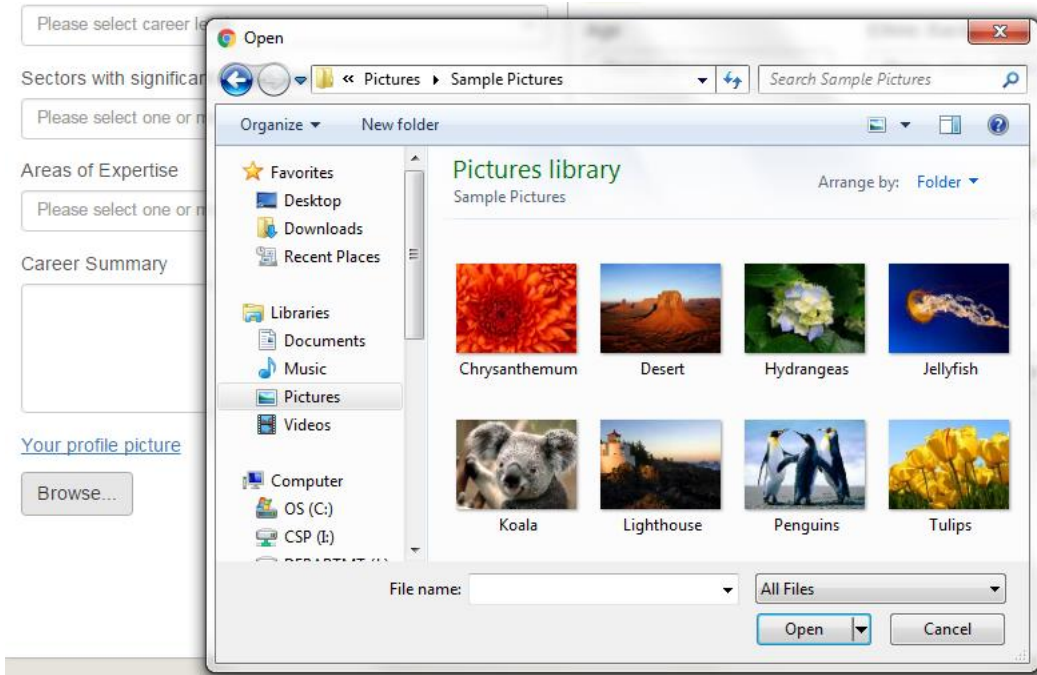 Please select career le
Sectors with significan
Please select one or m
Areas of Expertise
Please select one or m
Career Summary
Your profile picture
Browse...
Open
« Pictures ▸ Sample Pictures
Search Sample Pictures
Organize
New folder
Favorites
Desktop
Downloads
Recent Places
Libraries
Documents
Music
Pictures
Videos
Computer
OS (C:)
CSP (I:)
Pictures library
Sample Pictures
Arrange by: Folder
Chrysanthemum Desert Hydrangeas Jellyfish
Koala Lighthouse Penguins Tulips
File name:
All Files
Open
Cancel